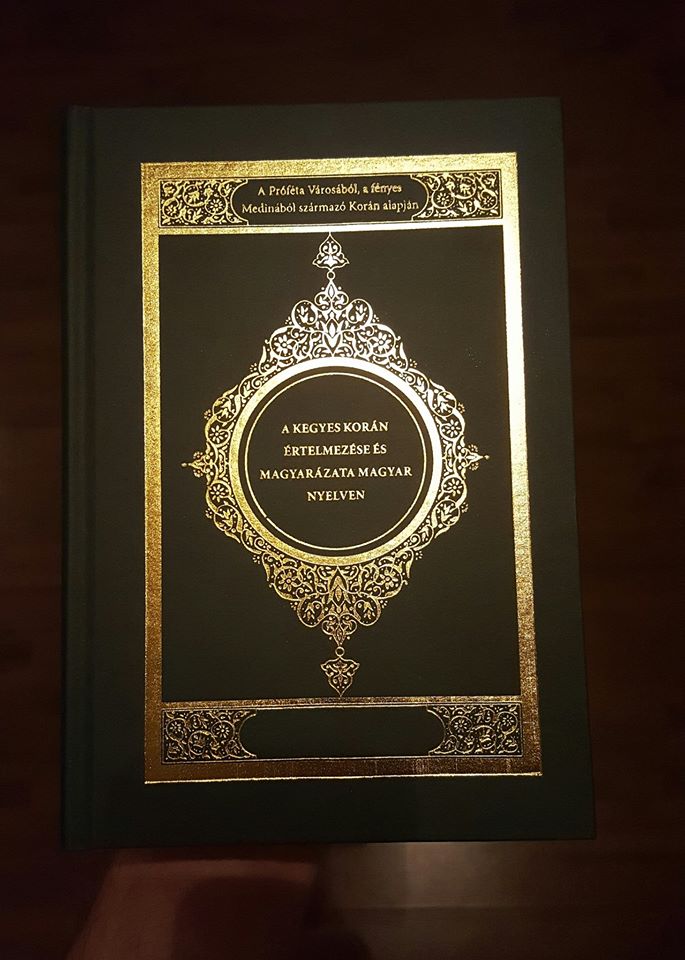 A Próféta Városából, a fényes
Medinából származó Korán alapján
A KEGYES KORÁN
ÉRTELMEZÉSE ÉS
MAGYARÁZATA MAGYAR
NYELVEN